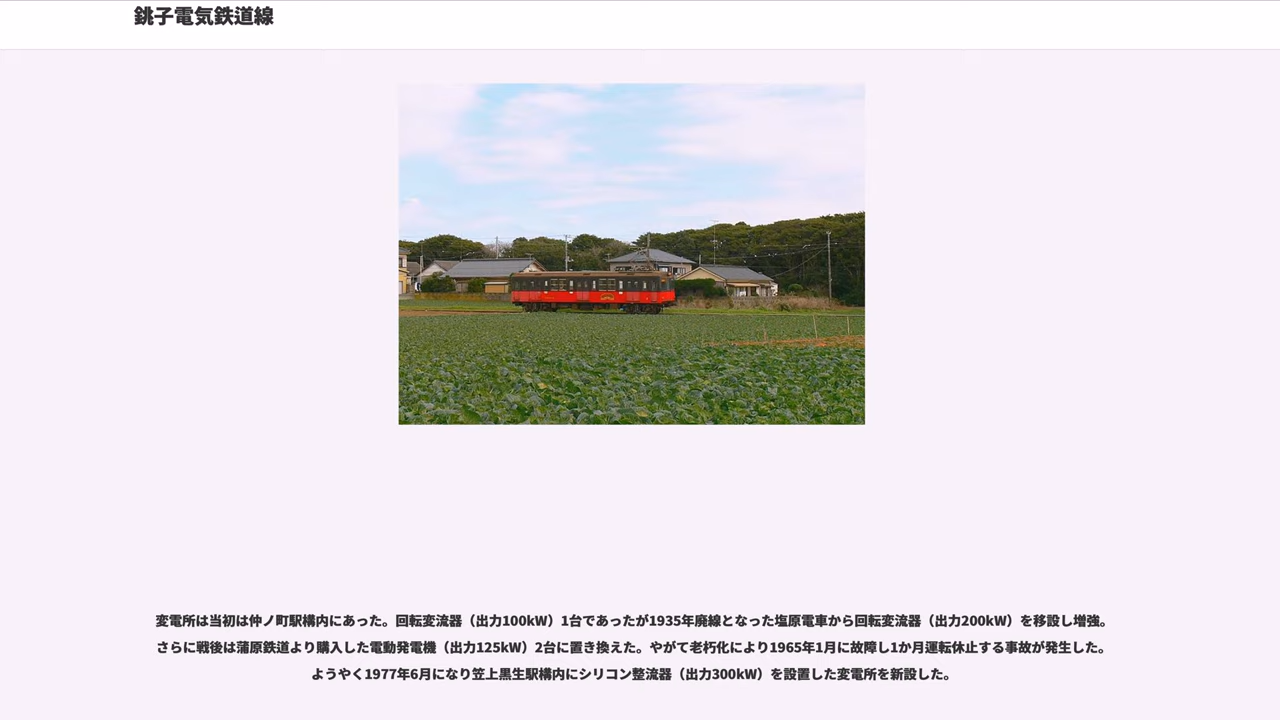 銚子電気鉄道線
変電所は当初は仲ノ町駅構内にあった。回転変流器（出力100kW）1台であったが1935年廃線となった塩原電車から回転変流器（出力200kW）を移設し増強。
さらに戦後は蒲原鉄道より購入した電動発電機（出力125kW）2台に置き換えた。やがて老朽化により1965年1月に故障し1か月運転休止する事故が発生した。
ようやく1977年6月になり笠上黒生駅構内にシリコン整流器（出力300kW）を設置した変電所を新設した。